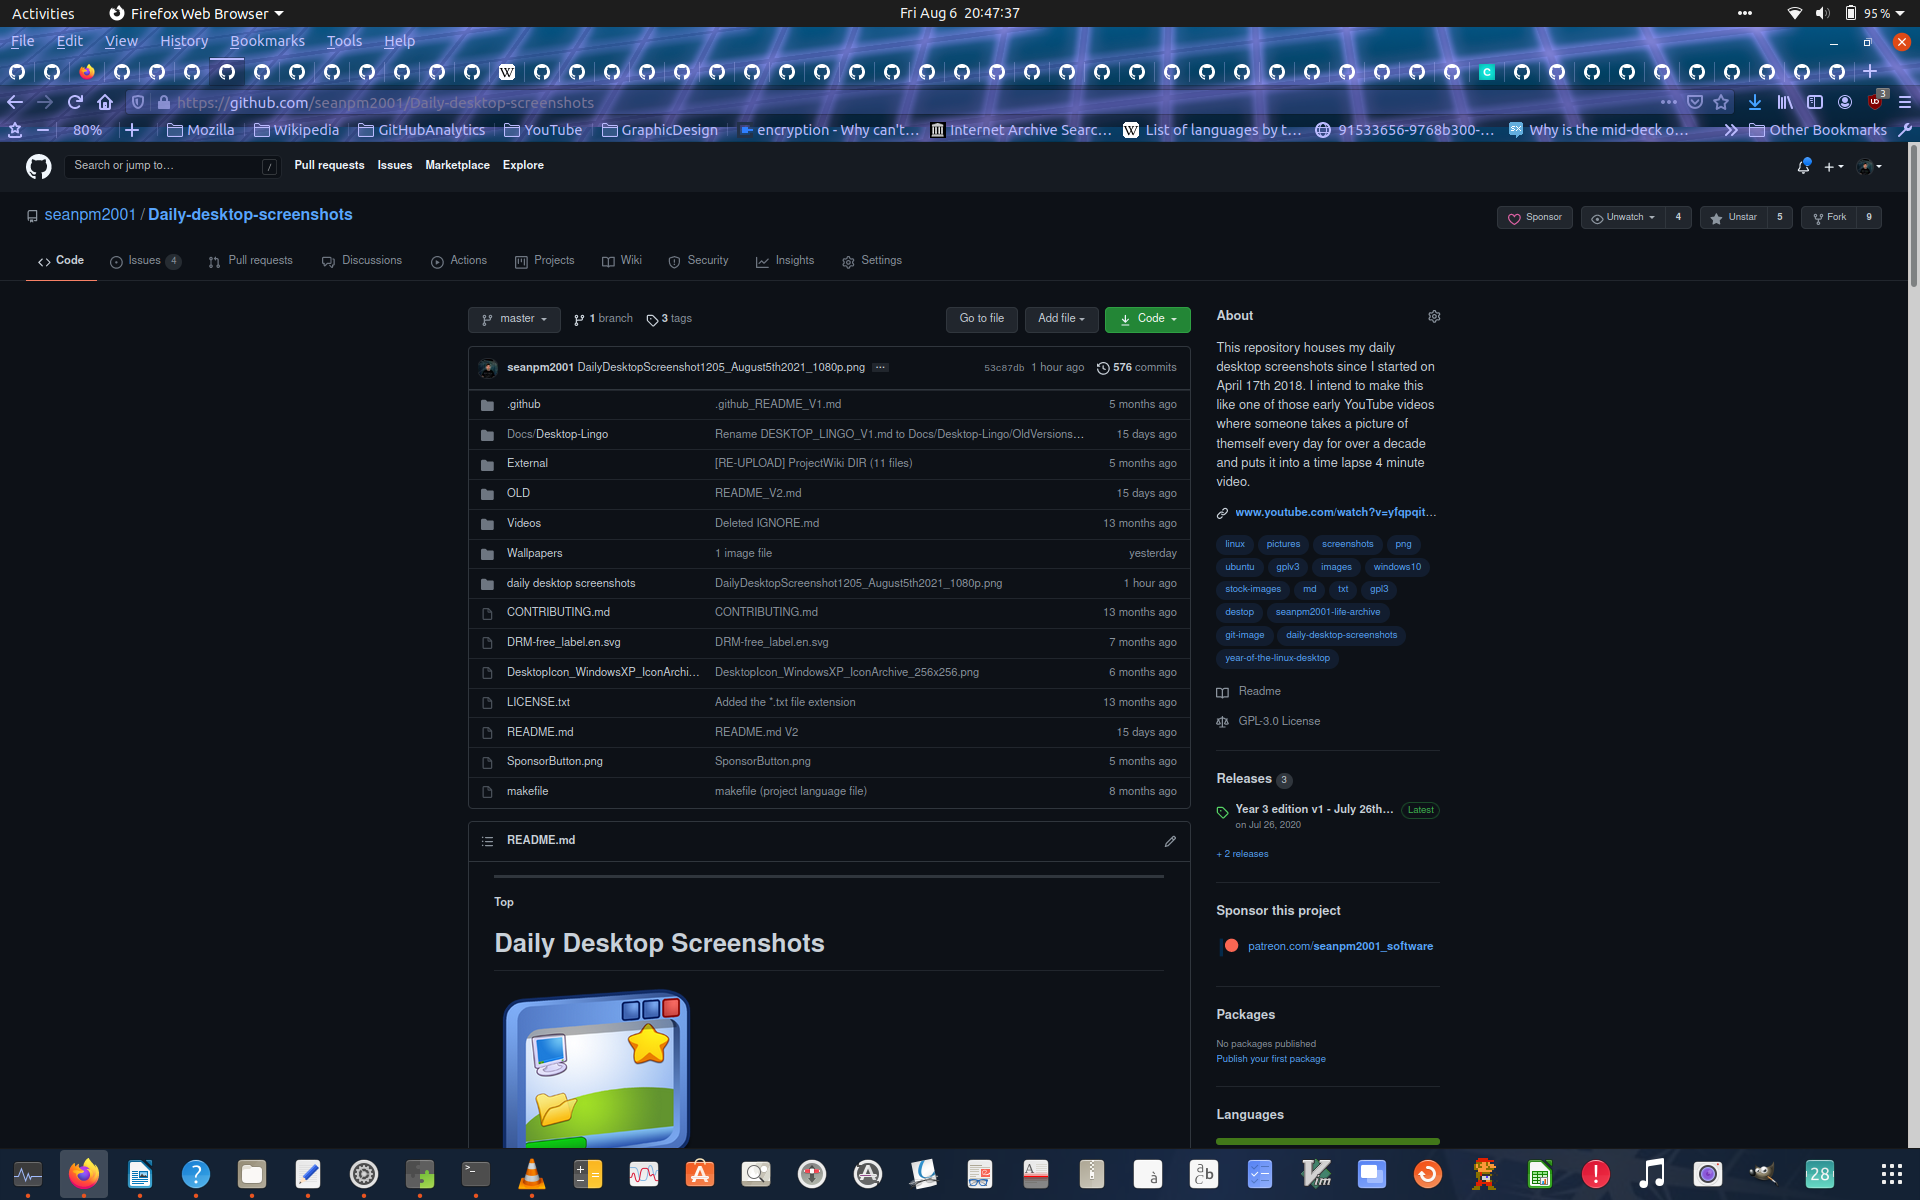 Activities Firefox Web Browser Fri Aug 6 20:47:37 95 %
File Edit View History Bookmarks Tools Help
https://github.com/seanpm2001/Daily-desktop-screenshots 3
80% Mozilla Wikipedia GitHubAnalytics YouTube GraphicDesign encryption - Why can't… Internet Archive Searc… List of languages by t… 91533656-9768b300-… Why is the mid-deck o… Other Bookmarks
Search or jump to… / Pull requests Issues Marketplace Explore
seanpm2001 / Daily-desktop-screenshots Sponsor Unwatch 4 Unstar 5 Fork 9
Code Issues 4 Pull requests Discussions Actions Projects Wiki Security Insights Settings
master 1 branch 3 tags Go to file Add file Code
seanpm2001 DailyDesktopScreenshot1205_August5th2021_1080p.png ··· 53c87db 1 hour ago 576 commits
.github .github_README_V1.md 5 months ago
Docs/Desktop-Lingo Rename DESKTOP_LINGO_V1.md to Docs/Desktop-Lingo/OldVersions… 15 days ago
External [RE-UPLOAD] ProjectWiki DIR (11 files) 5 months ago
OLD README_V2.md 15 days ago
Videos Deleted IGNORE.md 13 months ago
Wallpapers 1 image file yesterday
daily desktop screenshots DailyDesktopScreenshot1205_August5th2021_1080p.png 1 hour ago
CONTRIBUTING.md CONTRIBUTING.md 13 months ago
DRM-free_label.en.svg DRM-free_label.en.svg 7 months ago
DesktopIcon_WindowsXP_IconArchi… DesktopIcon_WindowsXP_IconArchive_256x256.png 6 months ago
LICENSE.txt Added the *.txt file extension 13 months ago
README.md README.md V2 15 days ago
SponsorButton.png SponsorButton.png 5 months ago
makefile makefile (project language file) 8 months ago
README.md
Top
Daily Desktop Screenshots
About
This repository houses my daily
desktop screenshots since I started on
April 17th 2018. I intend to make this
like one of those early YouTube videos
where someone takes a picture of
themself every day for over a decade
and puts it into a time lapse 4 minute
video.
www.youtube.com/watch?v=yfqpqit…
linux pictures screenshots png
ubuntu gplv3 images windows10
stock-images md txt gpl3
destop seanpm2001-life-archive
git-image daily-desktop-screenshots
year-of-the-linux-desktop
Readme
GPL-3.0 License
Releases 3
Year 3 edition v1 - July 26th… Latest
on Jul 26, 2020
+ 2 releases
Sponsor this project
patreon.com/seanpm2001_software
Packages
No packages published
Publish your first package
Languages
28